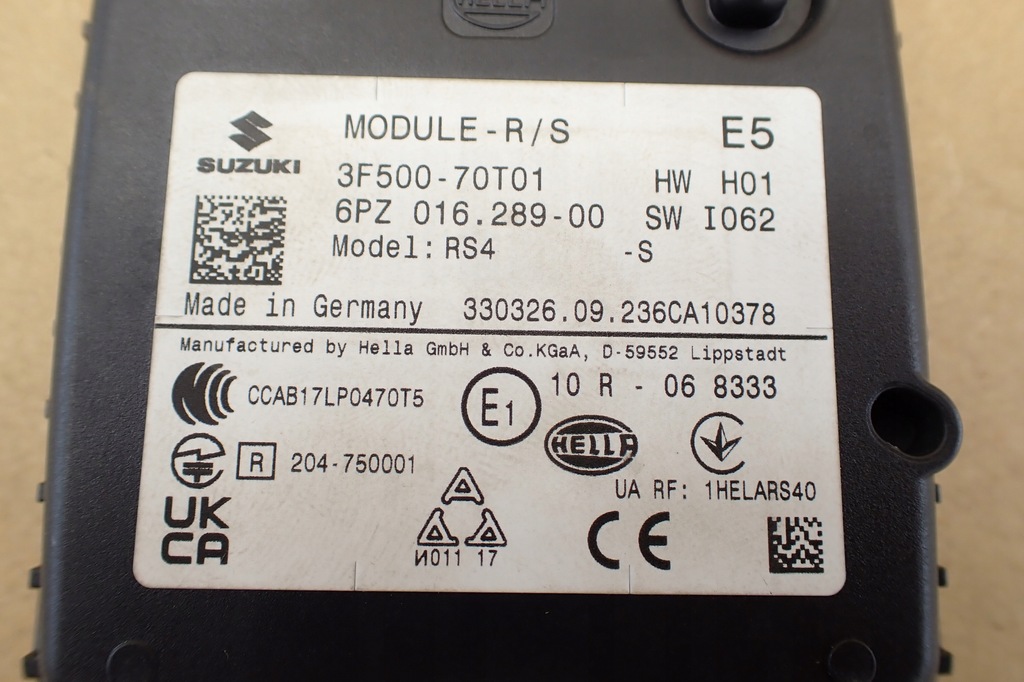 HELLA
MODULE-R/S E5
SUZUKI
3F500-70T01 HW H01
6PZ 016.289-00 SW I062
Model: RS4 -S
Made in Germany 330326.09.236CA10378
Manufactured by Hella GmbH & Co.KGaA, D-59552 Lippstadt
CCAB17LP0470T5
E1
10 R - 06 8333
HELLA
R 204-750001
UA RF: 1HELARS40
UK
CA
И011 17
CE